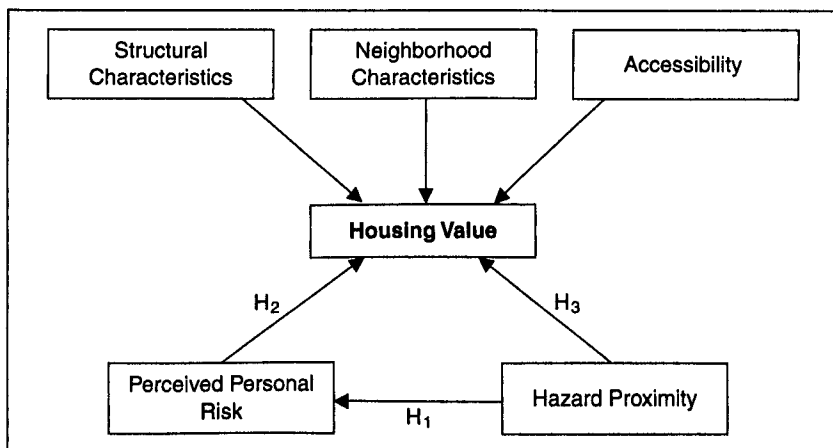 Structural
Characteristics
Neighborhood
Characteristics
Accessibility
Housing Value
H2
H3
Perceived Personal
Risk
H1
Hazard Proximity